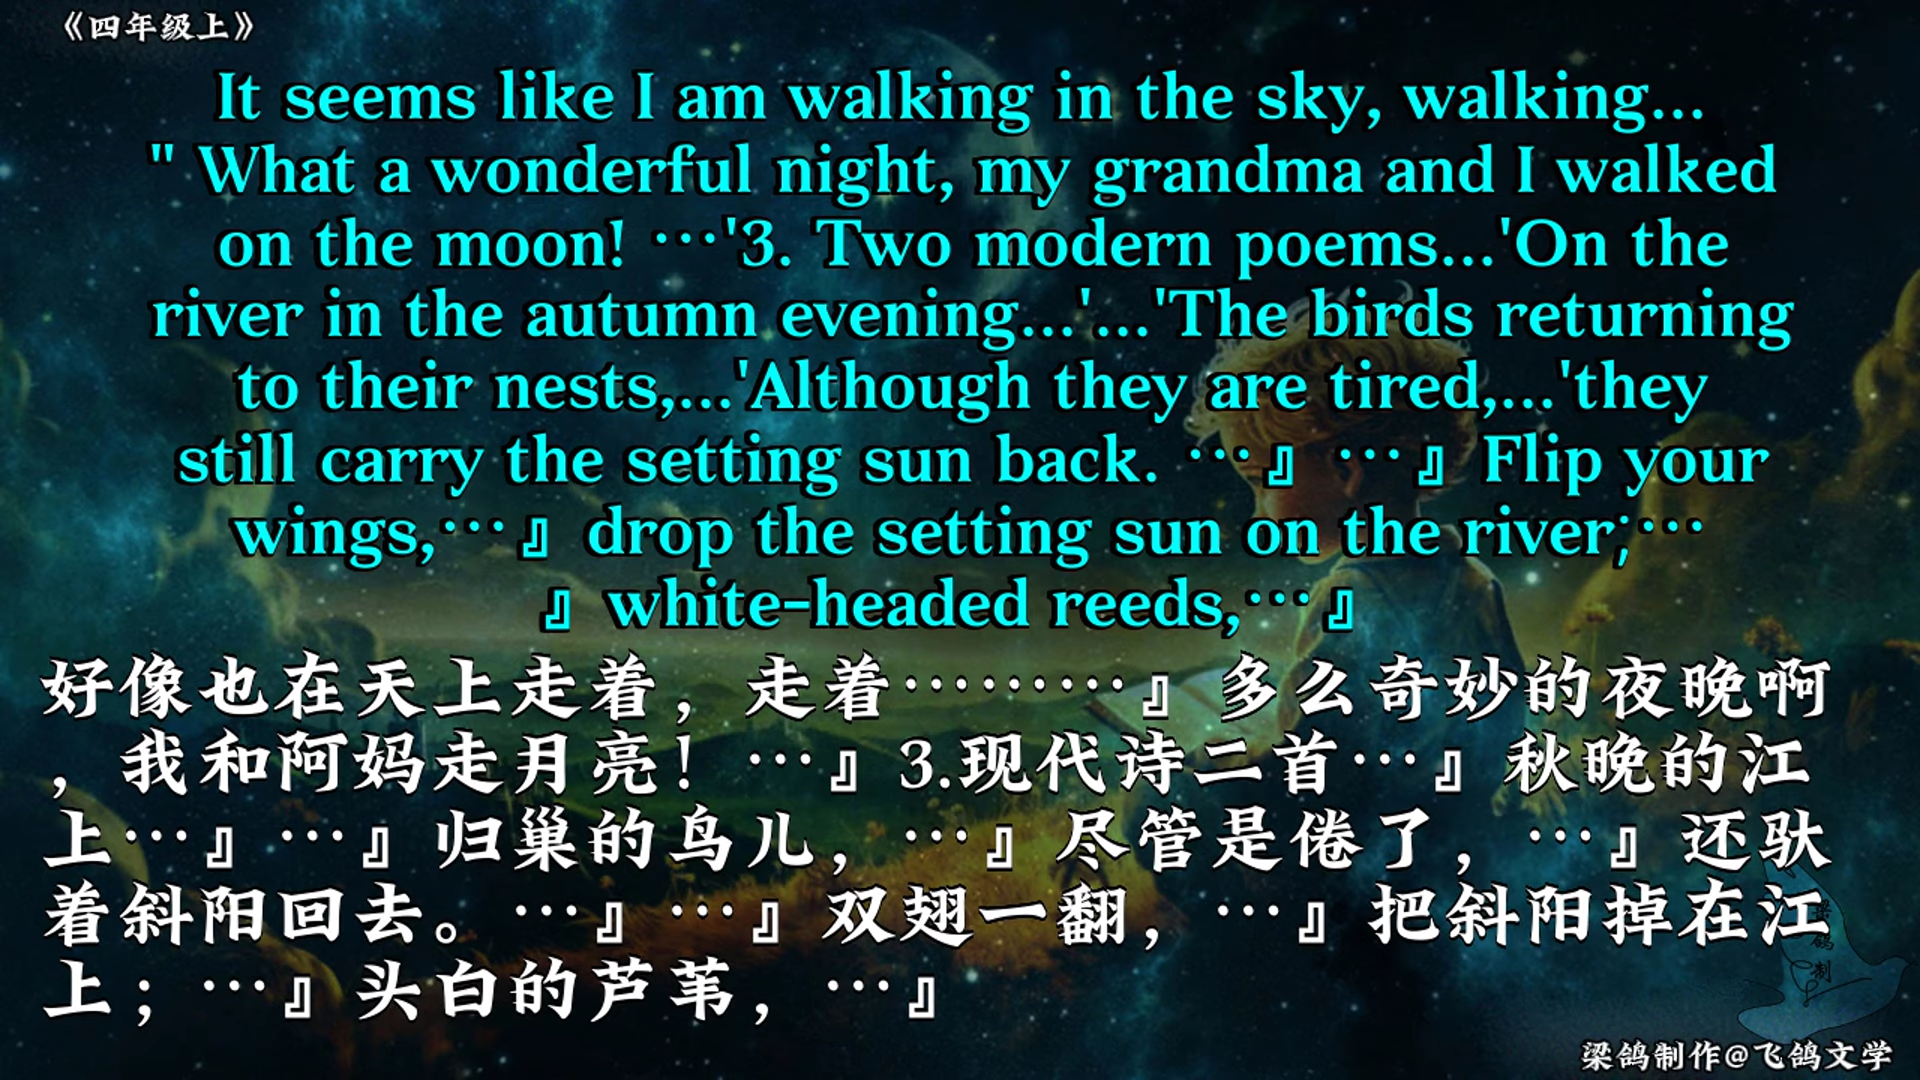 《四年级上》
It seems like I am walking in the sky, walking...
" What a wonderful night, my grandma and I walked
on the moon! …'3. Two modern poems...'On the
river in the autumn evening...'...'The birds returning
to their nests,...'Although they are tired,...'they
still carry the setting sun back. …』…』Flip your
wings,…』drop the setting sun on the river;…
』white-headed reeds,…』
好像也在天上走着，走着………』多么奇妙的夜晚啊
，我和阿妈走月亮！…』3.现代诗二首…』秋晚的江
上…』…』归巢的鸟儿，…』尽管是倦了，…』还驮
着斜阳回去。…』…』双翅一翻，…』把斜阳掉在江
上；…』头白的芦苇，…』
梁鸽制
梁鸽制作@飞鸽文学